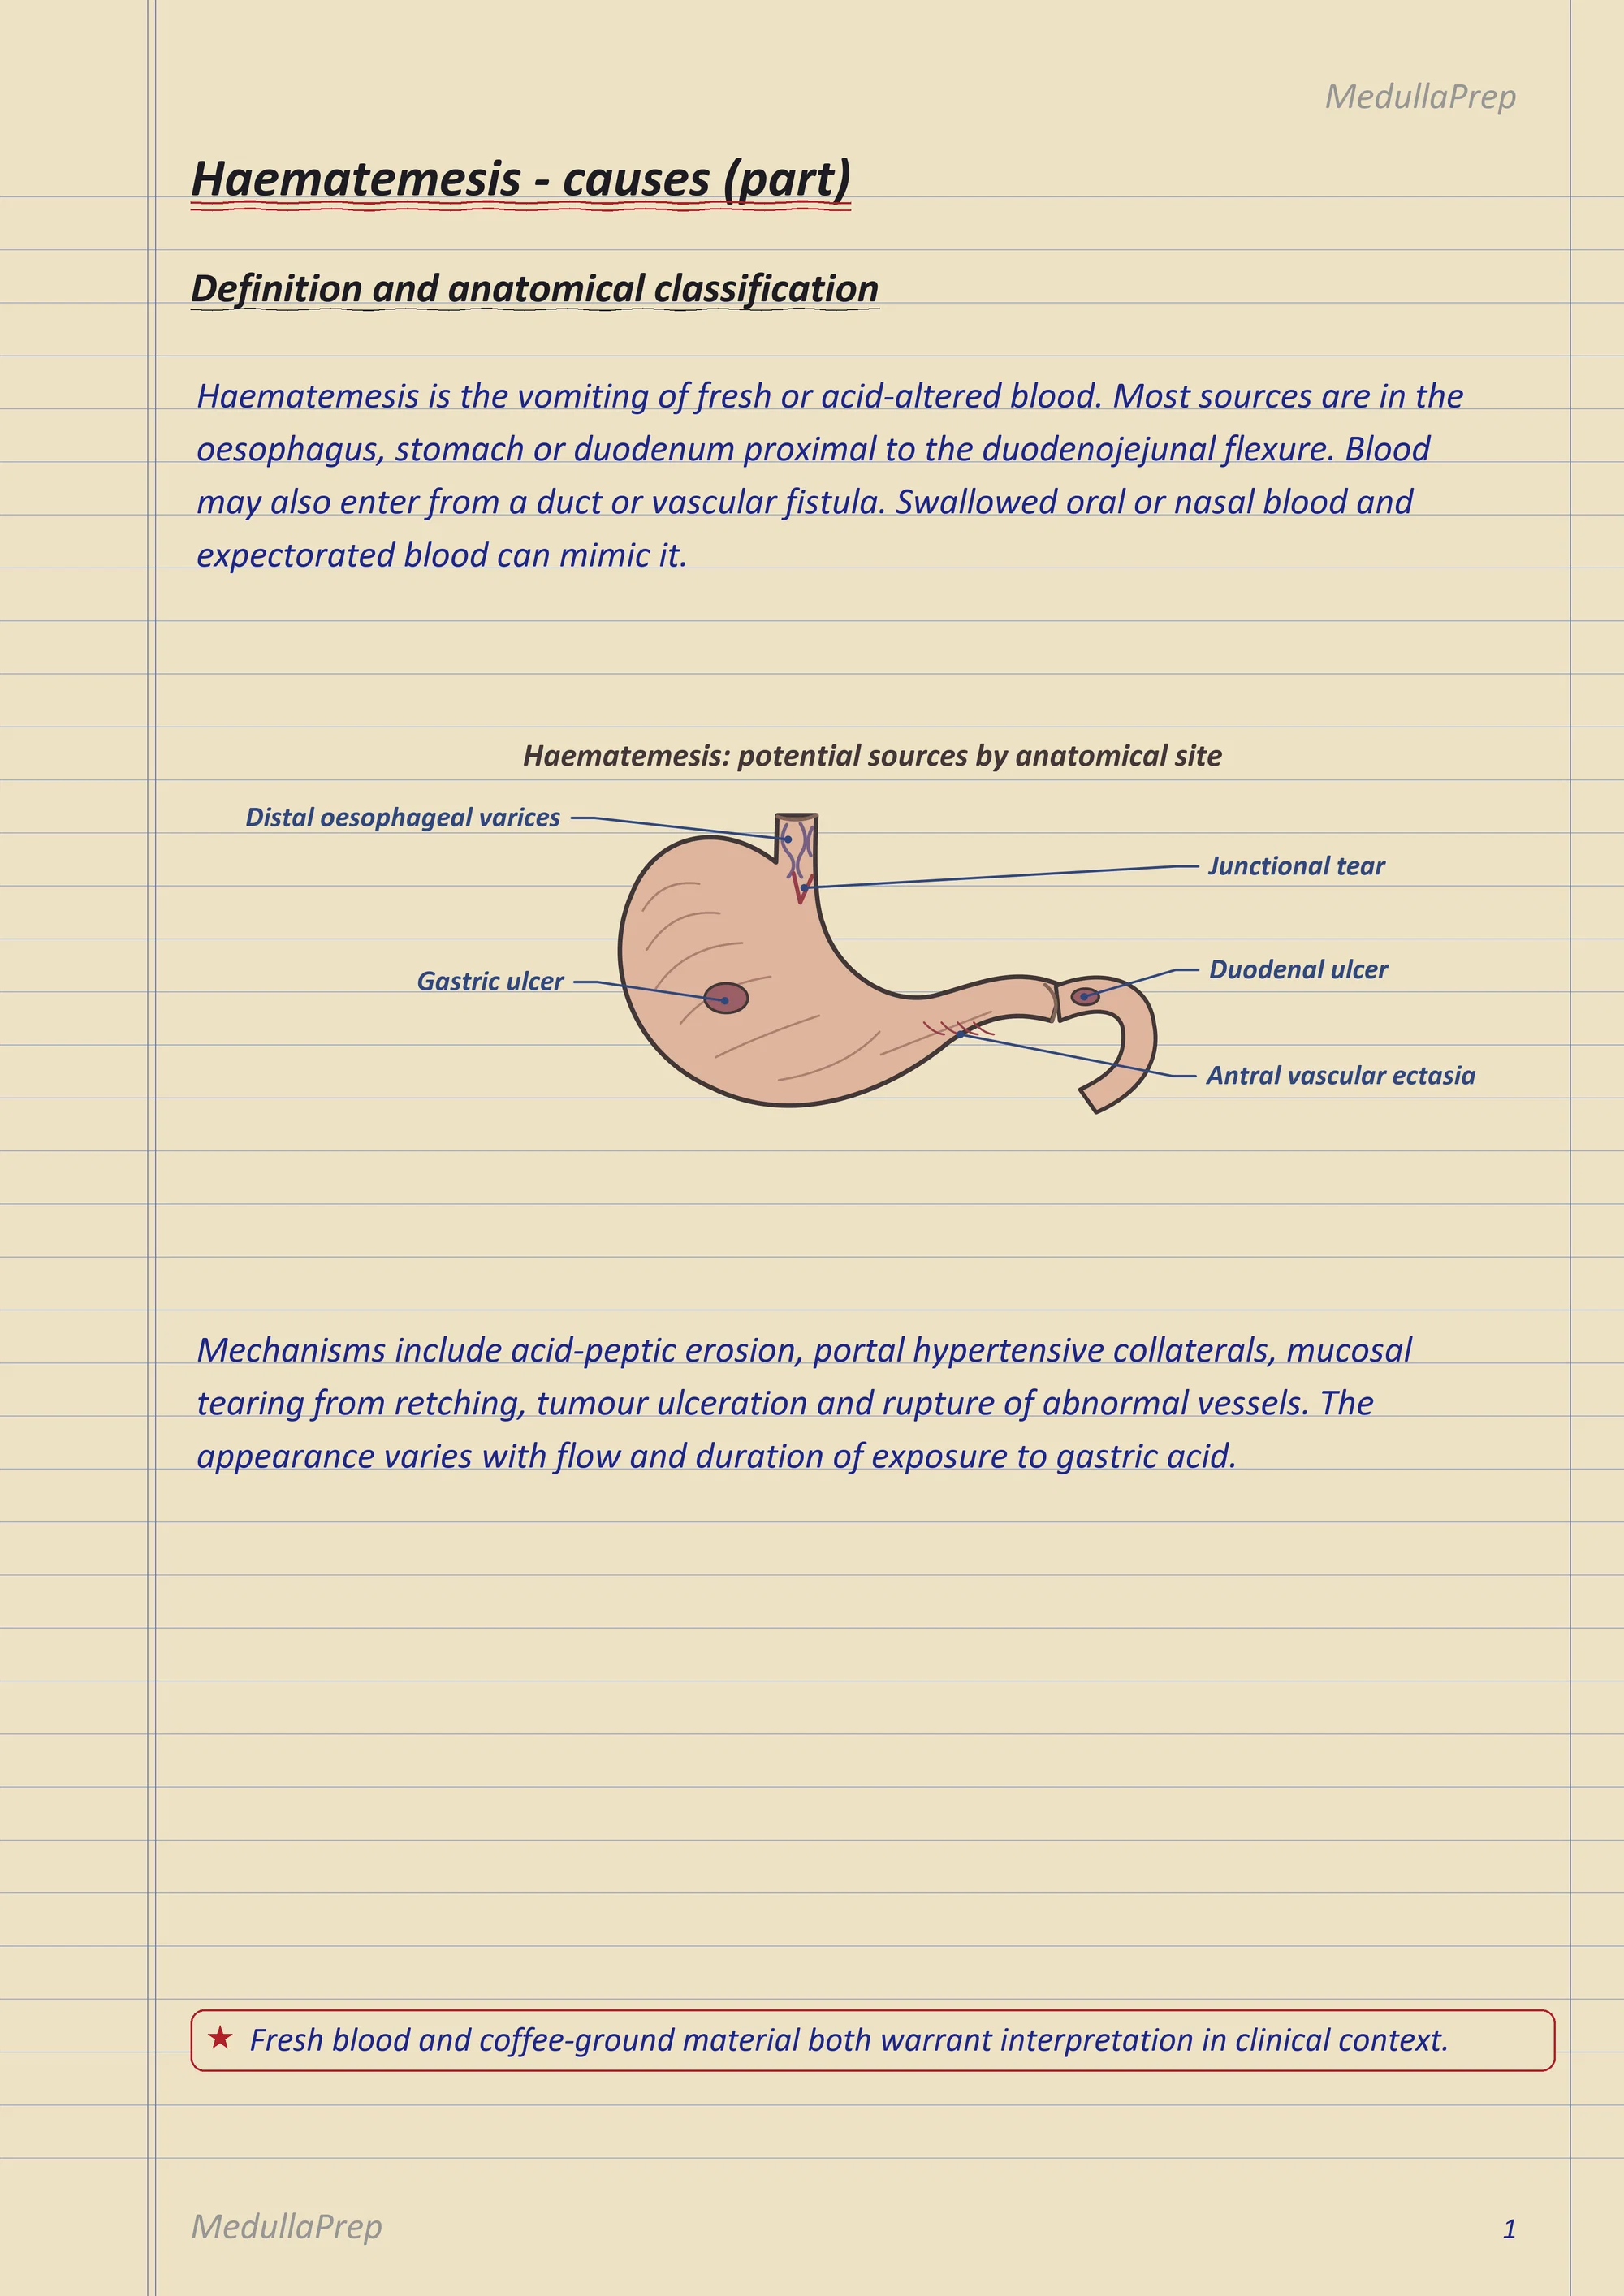 MedullaPrep
Haematemesis - causes (part)
Definition and anatomical classification
Haematemesis is the vomiting of fresh or acid-altered blood. Most sources are in the
oesophagus, stomach or duodenum proximal to the duodenojejunal flexure. Blood
may also enter from a duct or vascular fistula. Swallowed oral or nasal blood and
expectorated blood can mimic it.
Haematemesis: potential sources by anatomical site
Distal oesophageal varices
Junctional tear
Gastric ulcer
Duodenal ulcer
Antral vascular ectasia
Mechanisms include acid-peptic erosion, portal hypertensive collaterals, mucosal
tearing from retching, tumour ulceration and rupture of abnormal vessels. The
appearance varies with flow and duration of exposure to gastric acid.
★ Fresh blood and coffee-ground material both warrant interpretation in clinical context.
MedullaPrep
1